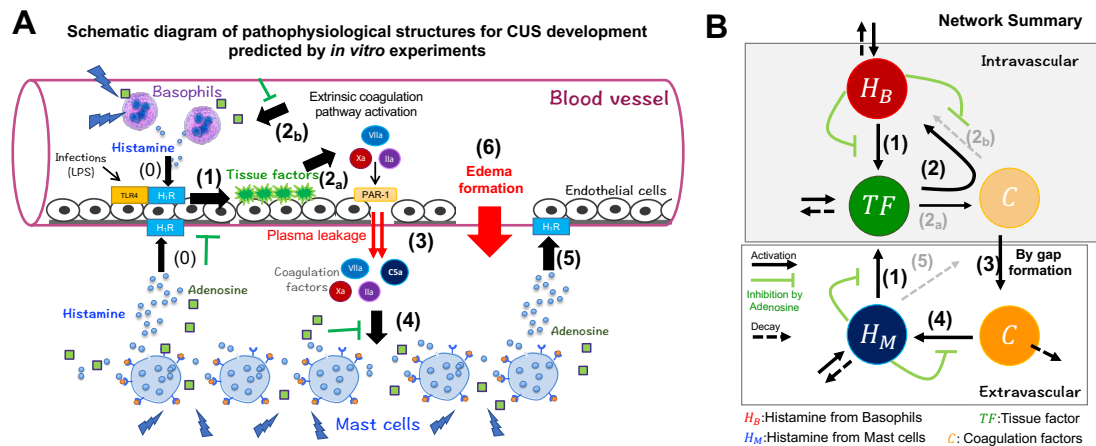 A
Schematic diagram of pathophysiological structures for CUS development
predicted by in vitro experiments
Basophils
Extrinsic coagulation
pathway activation
Blood vessel
(2b)
VIIa
Xa
IIa
(6)
Histamine
Infections
(LPS)
(0)
(1)
Tissue factors
(2a)
Edema
formation
TLR4
H1R
PAR-1
Endothelial cells
H1R
Plasma leakage
(3)
H1R
(0)
(5)
Coagulation
factors
VIIa
C5a
Xa
IIa
Adenosine
Histamine
(4)
Adenosine
Mast cells
B
Network Summary
Intravascular
HB
(1)
(2b)
(2)
TF
(2a)
C
Activation
(1)
(5)
(3)
By gap
formation
Inhibition by
Adenosine
Decay
HM
(4)
C
Extravascular
HB:Histamine from Basophils
TF:Tissue factor
HM:Histamine from Mast cells
C: Coagulation factors